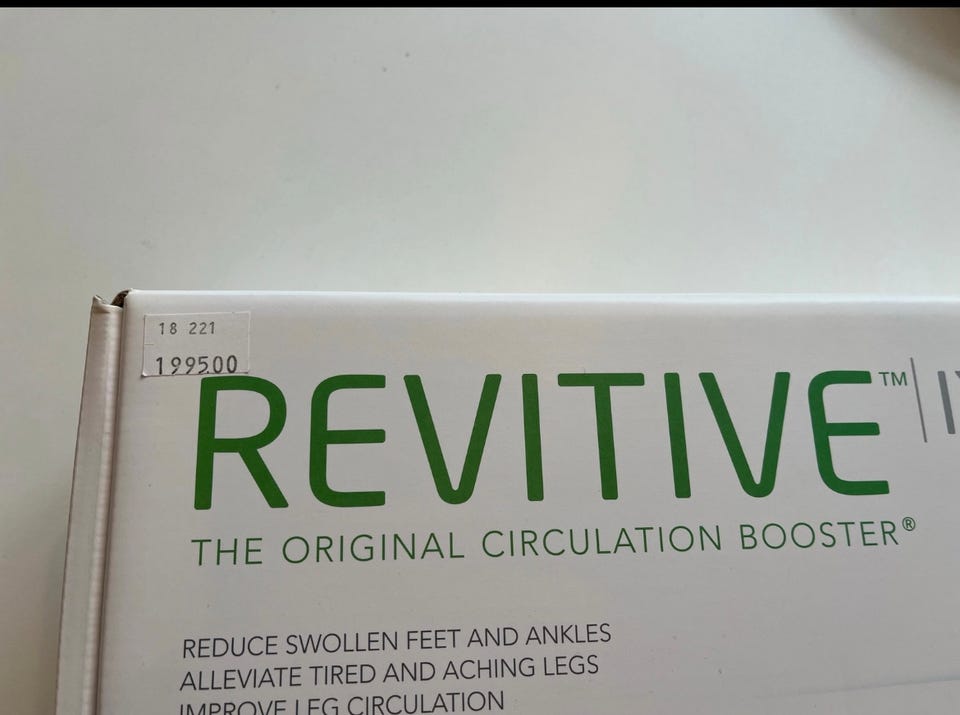 18 221
199500
REVITIVE™
THE ORIGINAL CIRCULATION BOOSTER®
REDUCE SWOLLEN FEET AND ANKLES
ALLEVIATE TIRED AND ACHING LEGS
IMPROVE LEG CIRCULATION